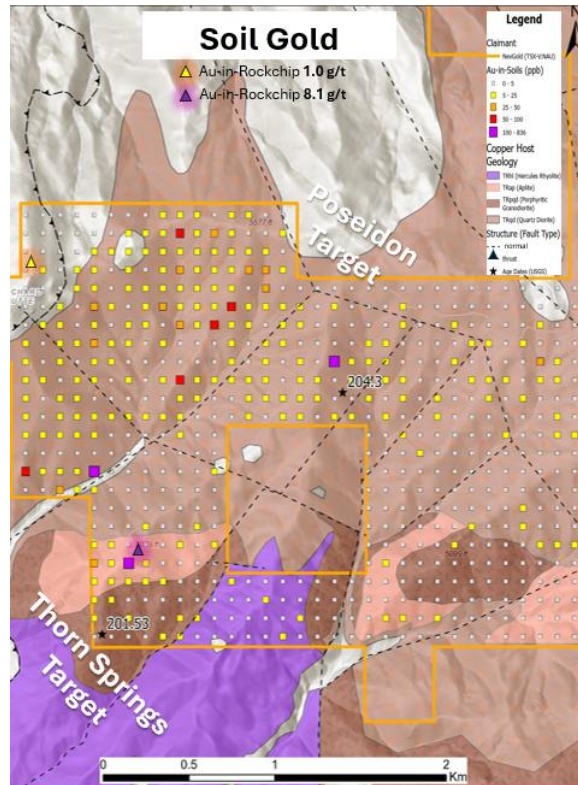 Soil Gold
Au-in-Rockchip 1.0 g/t
Au-in-Rockchip 8.1 g/t
N
Legend
Claimant
NewGold (TSX-V:NAU)
Au-in-Soils (ppb)
0 - 5
5 - 25
25 - 50
50 - 100
100 - 836
Copper Host
Geology
TRhl (Hercules Rhyolite)
TRap (Aplite)
TRpgd (Porphyritic
Granodiorite)
TRqd (Quartz Diorite)
Structure (Fault Type)
normal
thrust
Age Dates (USGS)
Poseidon
Target
204.3
Thorn Springs
Target
201.53
0 0.5 1 2
Km